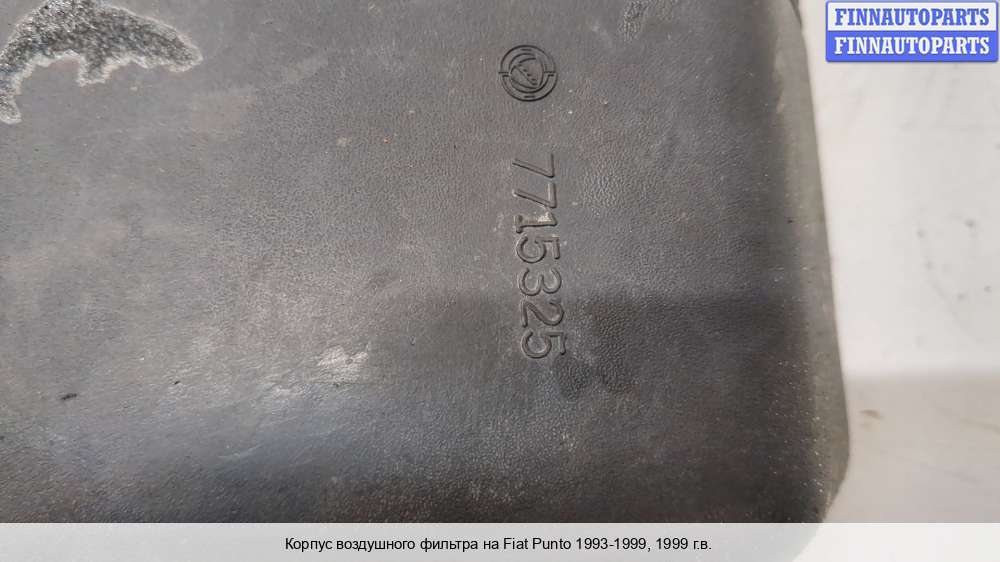 FINNAUTOPARTS
FINNAUTOPARTS
7715325
Корпус воздушного фильтра на Fiat Punto 1993-1999, 1999 г.в.